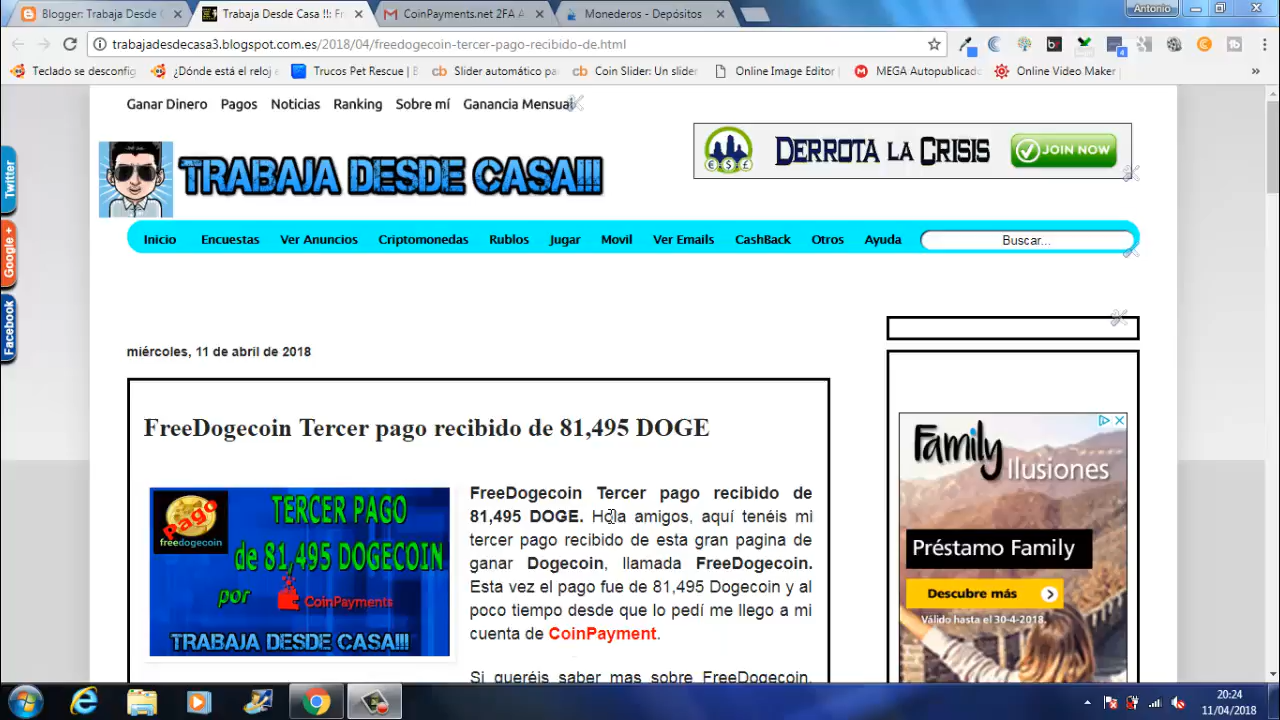 Blogger: Trabaja Desde C
Trabaja Desde Casa !!!: Fr
CoinPayments.net 2FA A
Monederos - Depósitos
Antonio
trabajadesdecasa3.blogspot.com.es/2018/04/freedogecoin-tercer-pago-recibido-de.html
Teclado se desconfig
¿Dónde está el reloj e
Trucos Pet Rescue | B
Slider automático pa
Coin Slider: Un slider
Online Image Editor |
MEGA Autopublicad
Online Video Maker |
Ganar Dinero Pagos Noticias Ranking Sobre mí Ganancia Mensual
TRABAJA DESDE CASA!!!
DERROTA LA CRISIS
JOIN NOW
Twitter
Google +
Facebook
Inicio Encuestas Ver Anuncios Criptomonedas Rublos Jugar Movil Ver Emails CashBack Otros Ayuda Buscar...
miércoles, 11 de abril de 2018
FreeDogecoin Tercer pago recibido de 81,495 DOGE
Pago
freedogecoin
TERCER PAGO
de 81,495 DOGECOIN
por
CoinPayments
TRABAJA DESDE CASA!!!
FreeDogecoin Tercer pago recibido de
81,495 DOGE. Hola amigos, aquí tenéis mi
tercer pago recibido de esta gran pagina de
ganar Dogecoin, llamada FreeDogecoin.
Esta vez el pago fue de 81,495 Dogecoin y al
poco tiempo desde que lo pedí me llego a mi
cuenta de CoinPayment.
Si queréis saber mas sobre FreeDogecoin,
Family
Ilusiones
Préstamo Family
Descubre más
Válido hasta el 30-4-2018.
20:24
11/04/2018